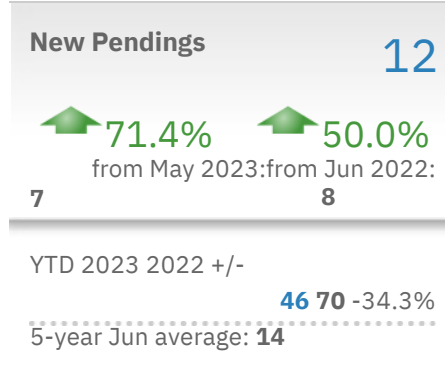 New Pendings 12
71.4% 50.0%
from May 2023:from Jun 2022:
7 8
YTD 2023 2022 +/-
46 70 -34.3%
5-year Jun average: 14